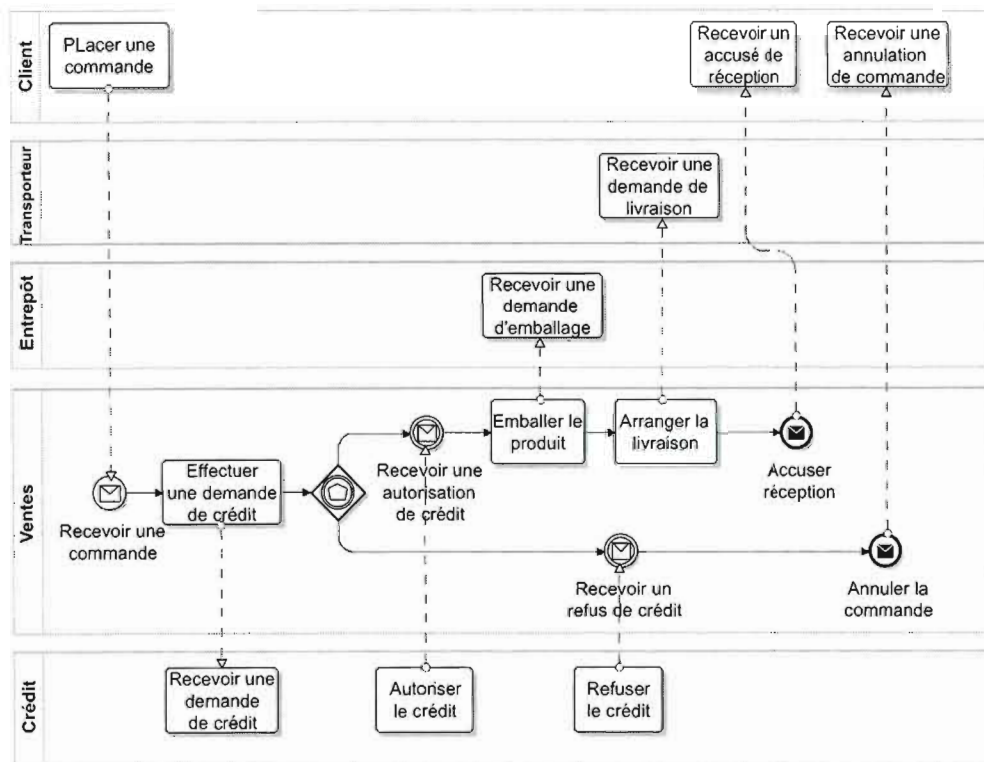 Client
PLacer une
commande
Recevoir un
accusé de
réception
Recevoir une
annulation
de commande
Transporteur
Recevoir une
demande de
livraison
Entrepôt
Recevoir une
demande
d'emballage
Ventes
Recevoir une
commande
Effectuer
une demande
de crédit
Recevoir une
autorisation
de crédit
Emballer le
produit
Arranger la
livraison
Accuser
réception
Recevoir un
refus de crédit
Annuler la
commande
Crédit
Recevoir une
demande
de crédit
Autoriser
le crédit
Refuser
le crédit